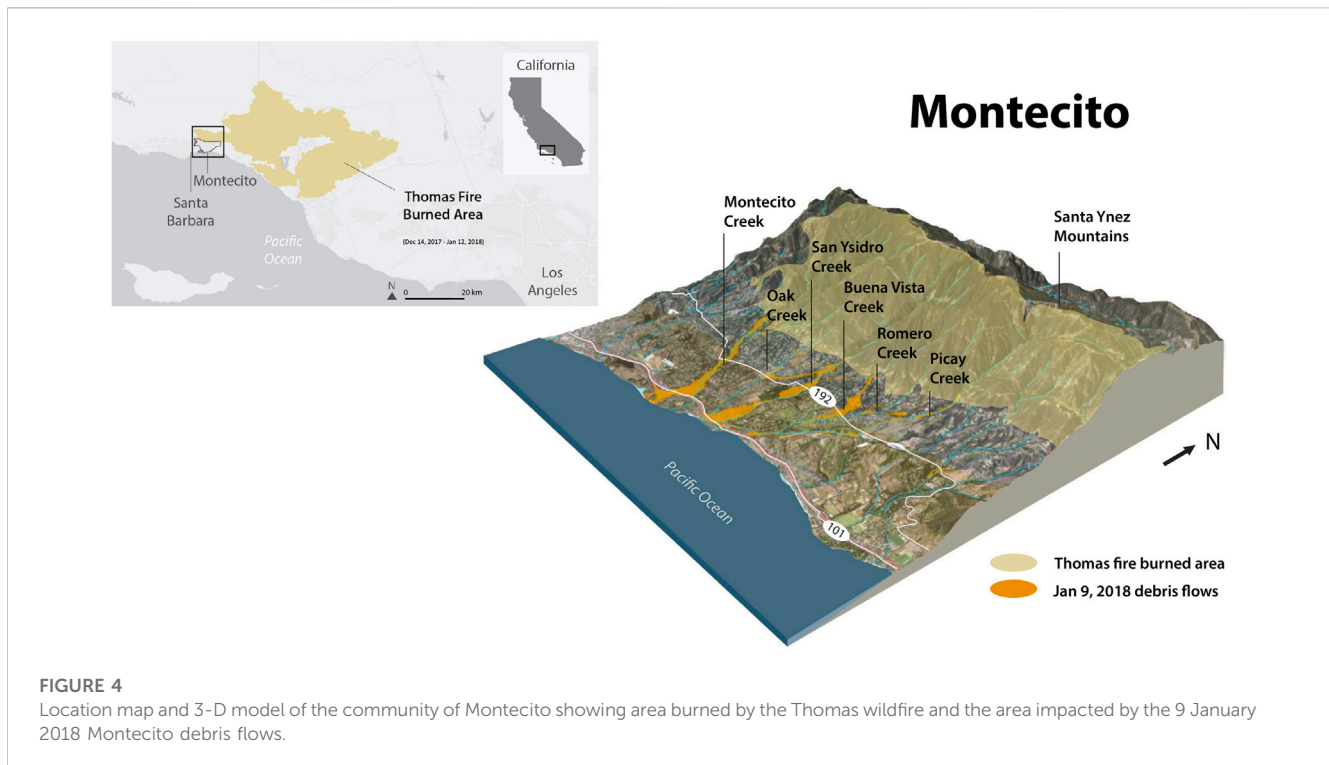 California
Montecito
Santa
Barbara
Pacific
Ocean
Thomas Fire
Burned Area
(Dec 14, 2017 - Jan 12, 2018)
Los
Angeles
N
0 20 km
Montecito
Montecito
Creek
San Ysidro
Creek
Oak
Creek
Buena Vista
Creek
Romero
Creek
Picay
Creek
Santa Ynez
Mountains
192
101
Pacific Ocean
N
Thomas fire burned area
Jan 9, 2018 debris flows
FIGURE 4
Location map and 3-D model of the community of Montecito showing area burned by the Thomas wildfire and the area impacted by the 9 January
2018 Montecito debris flows.